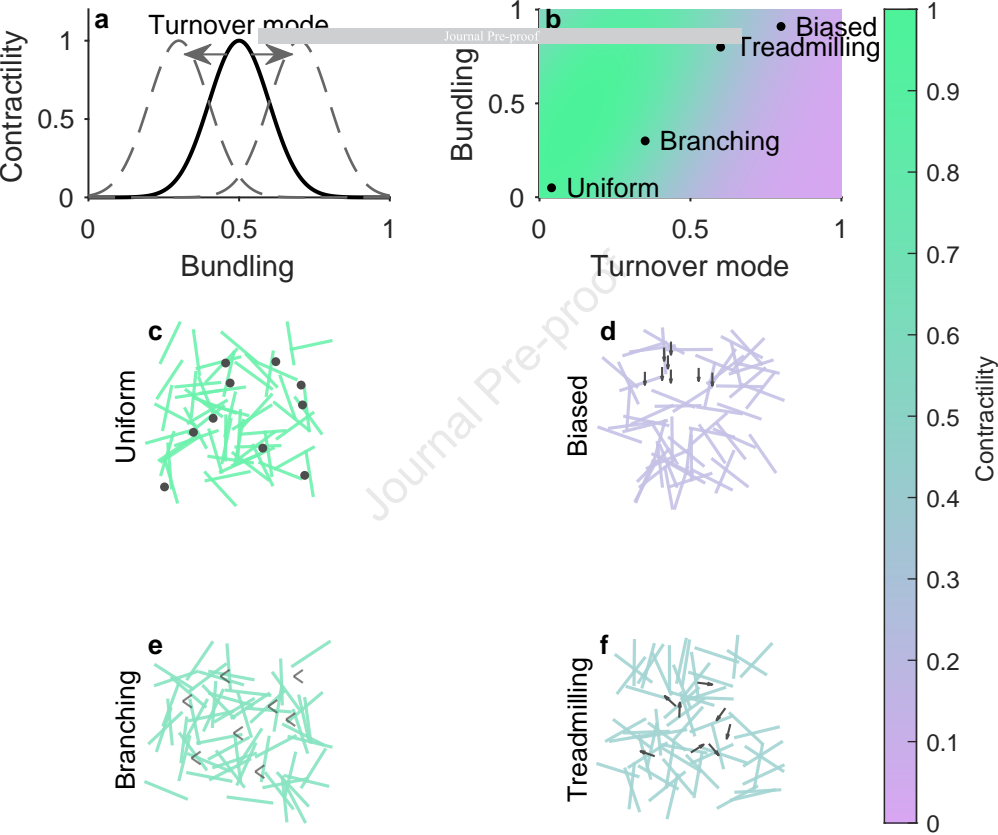 a
Turnover mode
Contractility
1
0.5
0
0
0.5
1
Bundling
Journal Pre-proof
b
Bundling
1
0.5
0
0
0.5
1
Turnover mode
Biased
Treadmilling
Branching
Uniform
1
0.9
0.8
0.7
0.6
0.5
0.4
0.3
0.2
0.1
0
Contractility
c
Uniform
d
Biased
Journal Pre-proof
e
Branching
f
Treadmilling